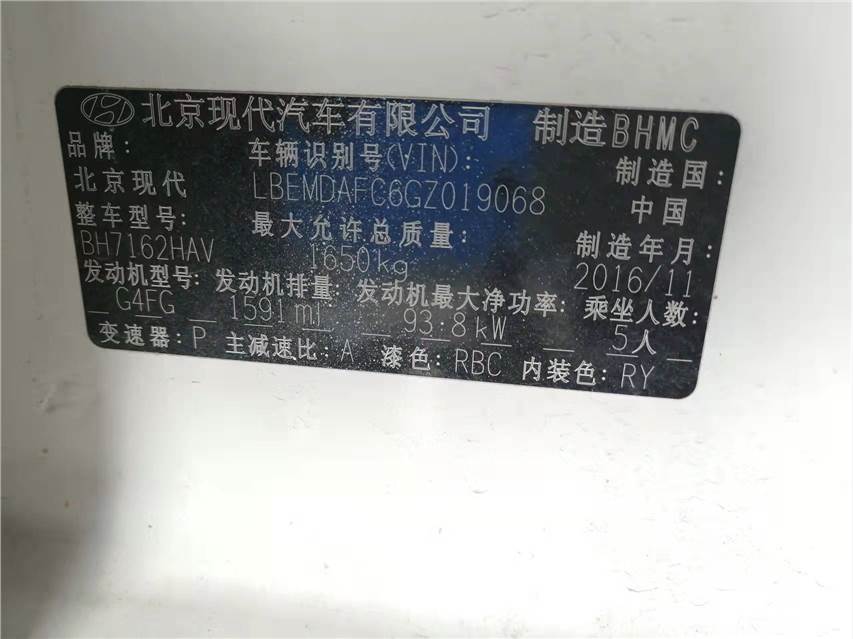 北京现代汽车有限公司 制造BHMC
品牌: 车辆识别号(VIN): 制造国:
北京现代 LBEMDAFC6GZ019068 中国
整车型号: 最大允许总质量: 制造年月:
BH7162HAV 1650kg 2016/11
发动机型号: 发动机排量: 发动机最大净功率: 乘坐人数:
G4FG 1591ml 93.8kW 5人
变速器: P 主减速比: A 漆色: RBC 内装色: RY